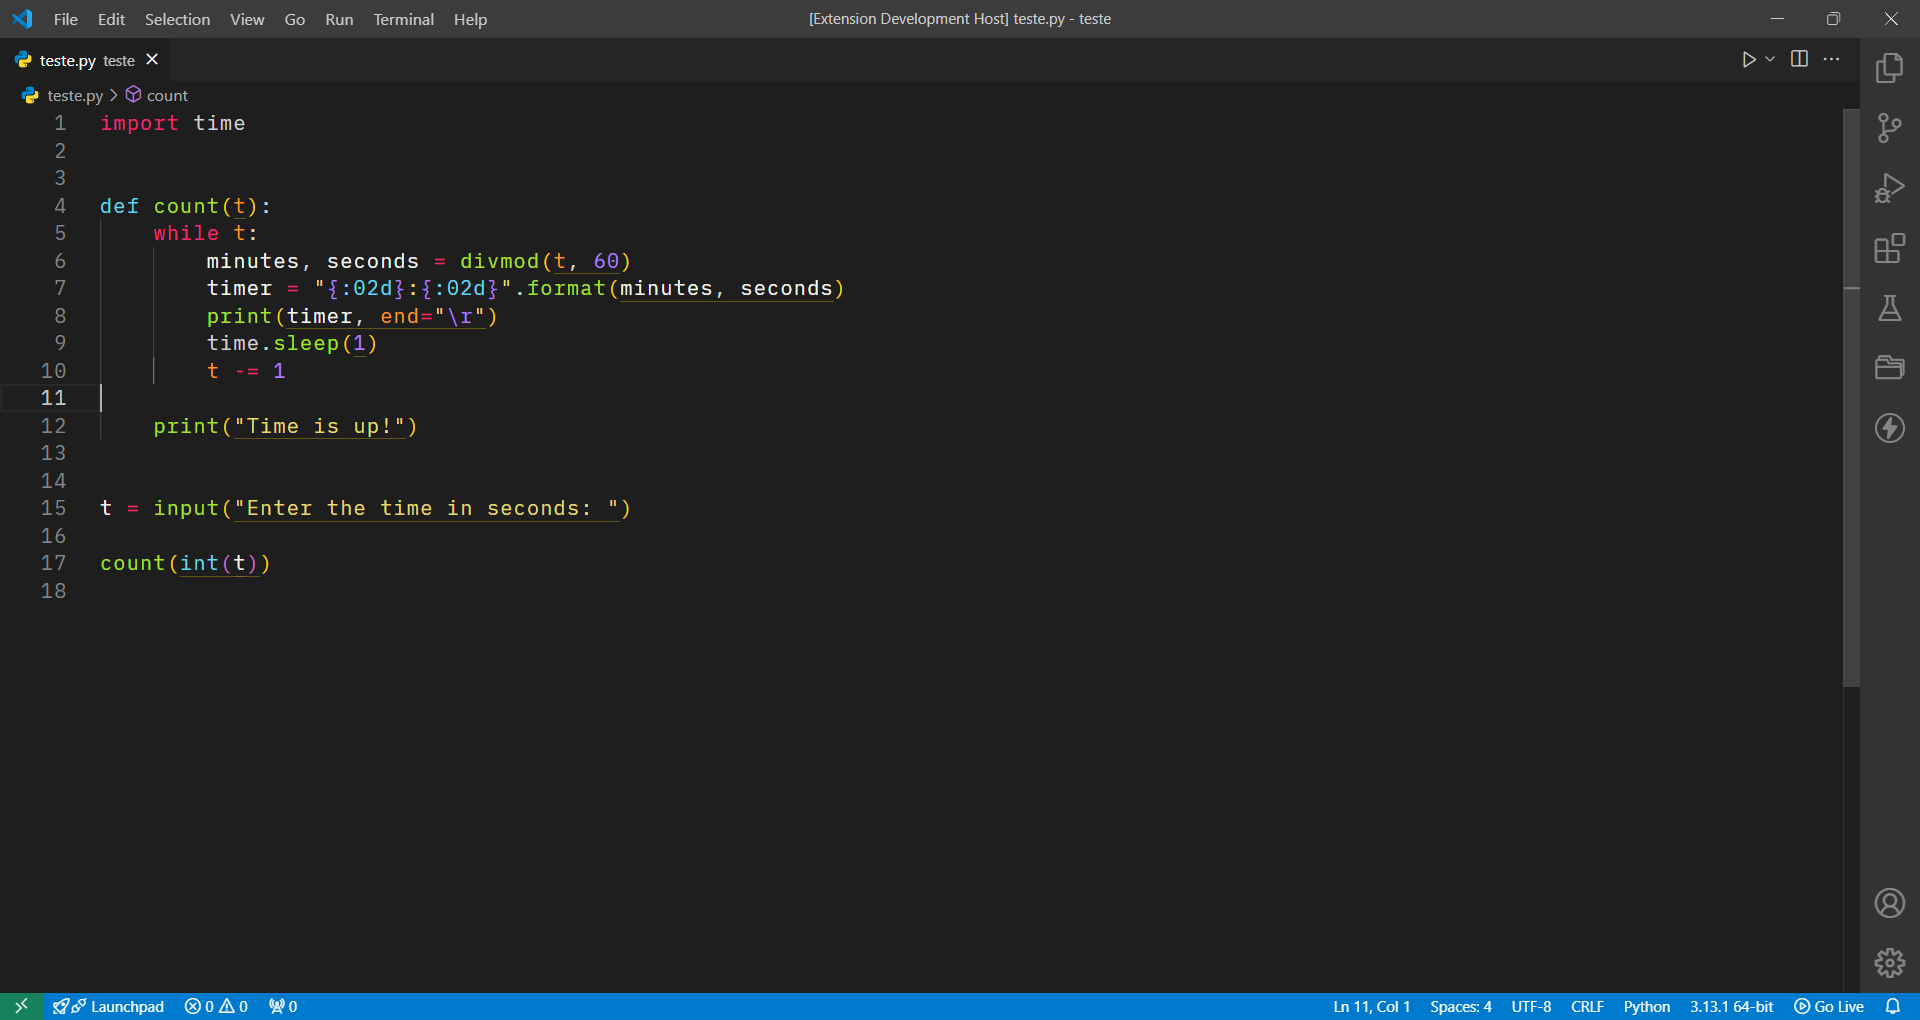 File Edit Selection View Go Run Terminal Help [Extension Development Host] teste.py - teste
teste.py teste
teste.py > count
1 import time
2
3
4 def count(t):
5     while t:
6         minutes, seconds = divmod(t, 60)
7         timer = "{:02d}:{:02d}".format(minutes, seconds)
8         print(timer, end="\r")
9         time.sleep(1)
10         t -= 1
11
12     print("Time is up!")
13
14
15 t = input("Enter the time in seconds: ")
16
17 count(int(t))
18
Launchpad 0 0 0 Ln 11, Col 1 Spaces: 4 UTF-8 CRLF Python 3.13.1 64-bit Go Live